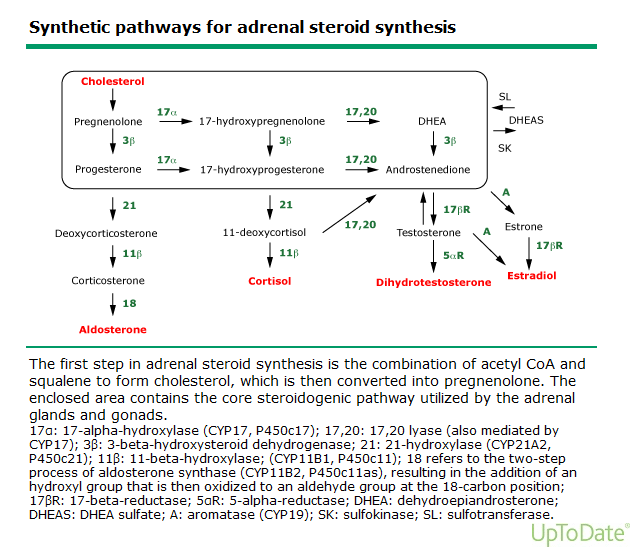 Synthetic pathways for adrenal steroid synthesis
Cholesterol
SL
Pregnenolone 17α 17-hydroxypregnenolone 17,20 DHEA DHEAS
3β 3β 3β SK
Progesterone 17α 17-hydroxyprogesterone 17,20 Androstenedione
A
21 21 17βR
17,20
Deoxycorticosterone 11-deoxycortisol Testosterone A Estrone
11β 11β 5αR 17βR
Corticosterone Cortisol Dihydrotestosterone Estradiol
18
Aldosterone
The first step in adrenal steroid synthesis is the combination of acetyl CoA and
squalene to form cholesterol, which is then converted into pregnenolone. The
enclosed area contains the core steroidogenic pathway utilized by the adrenal
glands and gonads.
17α: 17-alpha-hydroxylase (CYP17, P450c17); 17,20: 17,20 lyase (also mediated by
CYP17); 3β: 3-beta-hydroxysteroid dehydrogenase; 21: 21-hydroxylase (CYP21A2,
P450c21); 11β: 11-beta-hydroxylase; (CYP11B1, P450c11); 18 refers to the two-step
process of aldosterone synthase (CYP11B2, P450c11as), resulting in the addition of an
hydroxyl group that is then oxidized to an aldehyde group at the 18-carbon position;
17βR: 17-beta-reductase; 5αR: 5-alpha-reductase; DHEA: dehydroepiandrosterone;
DHEAS: DHEA sulfate; A: aromatase (CYP19); SK: sulfokinase; SL: sulfotransferase.
UpToDate®